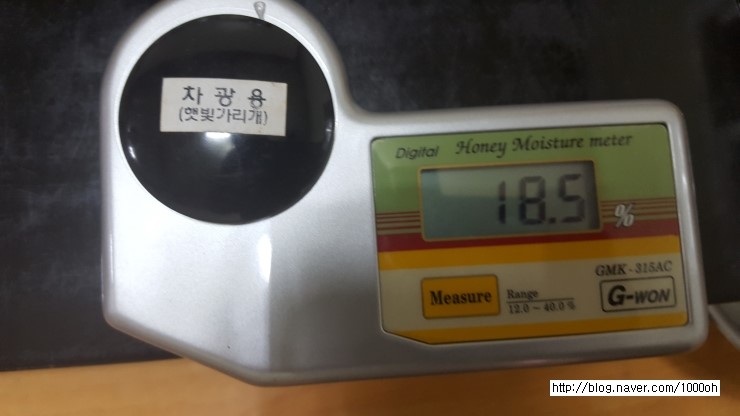 차 광 용
(햇빛가리개)
Digital Honey Moisture meter
18.5 %
GMK - 315AC
Measure
Range
12.0 ~ 40.0 %
G-WON
http://blog.naver.com/1000oh